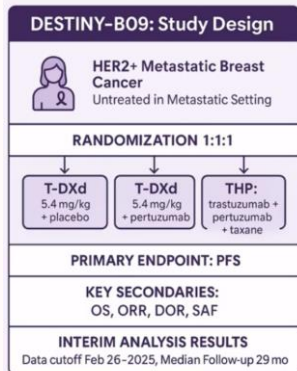 DESTINY-B09: Study Design
HER2+ Metastatic Breast
Cancer
Untreated in Metastatic Setting
RANDOMIZATION 1:1:1
T-DXd
5.4 mg/kg
+ placebo
T-DXd
5.4 mg/kg
+ pertuzumab
THP:
trastuzumab +
pertuzumab
+ taxane
PRIMARY ENDPOINT: PFS
KEY SECONDARIES:
OS, ORR, DOR, SAF
INTERIM ANALYSIS RESULTS
Data cutoff Feb 26-2025, Median Follow-up 29 mo